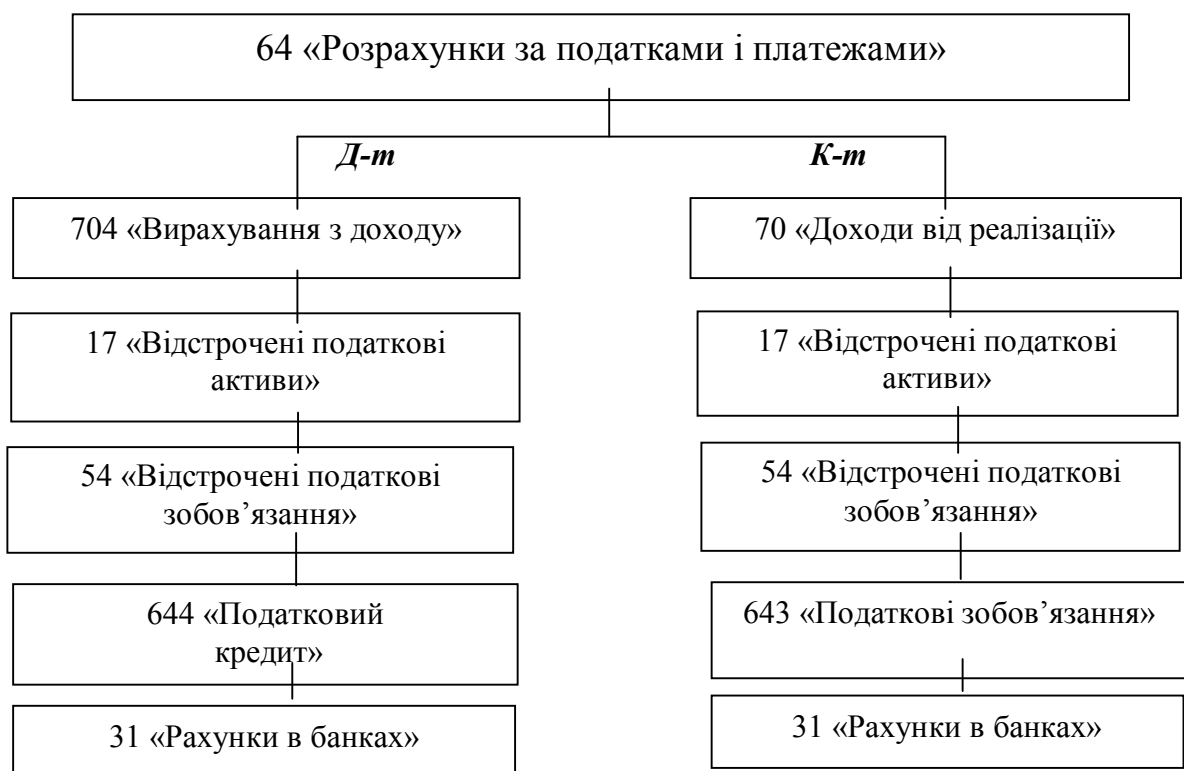 64 «Розрахунки за податками і платежами»
Д-т
К-т
704 «Вирахування з доходу»
70 «Доходи від реалізації»
17 «Відстрочені податкові
активи»
17 «Відстрочені податкові
активи»
54 «Відстрочені податкові
зобов’язання»
54 «Відстрочені податкові
зобов’язання»
644 «Податковий
кредит»
643 «Податкові зобов’язання»
31 «Рахунки в банках»
31 «Рахунки в банках»